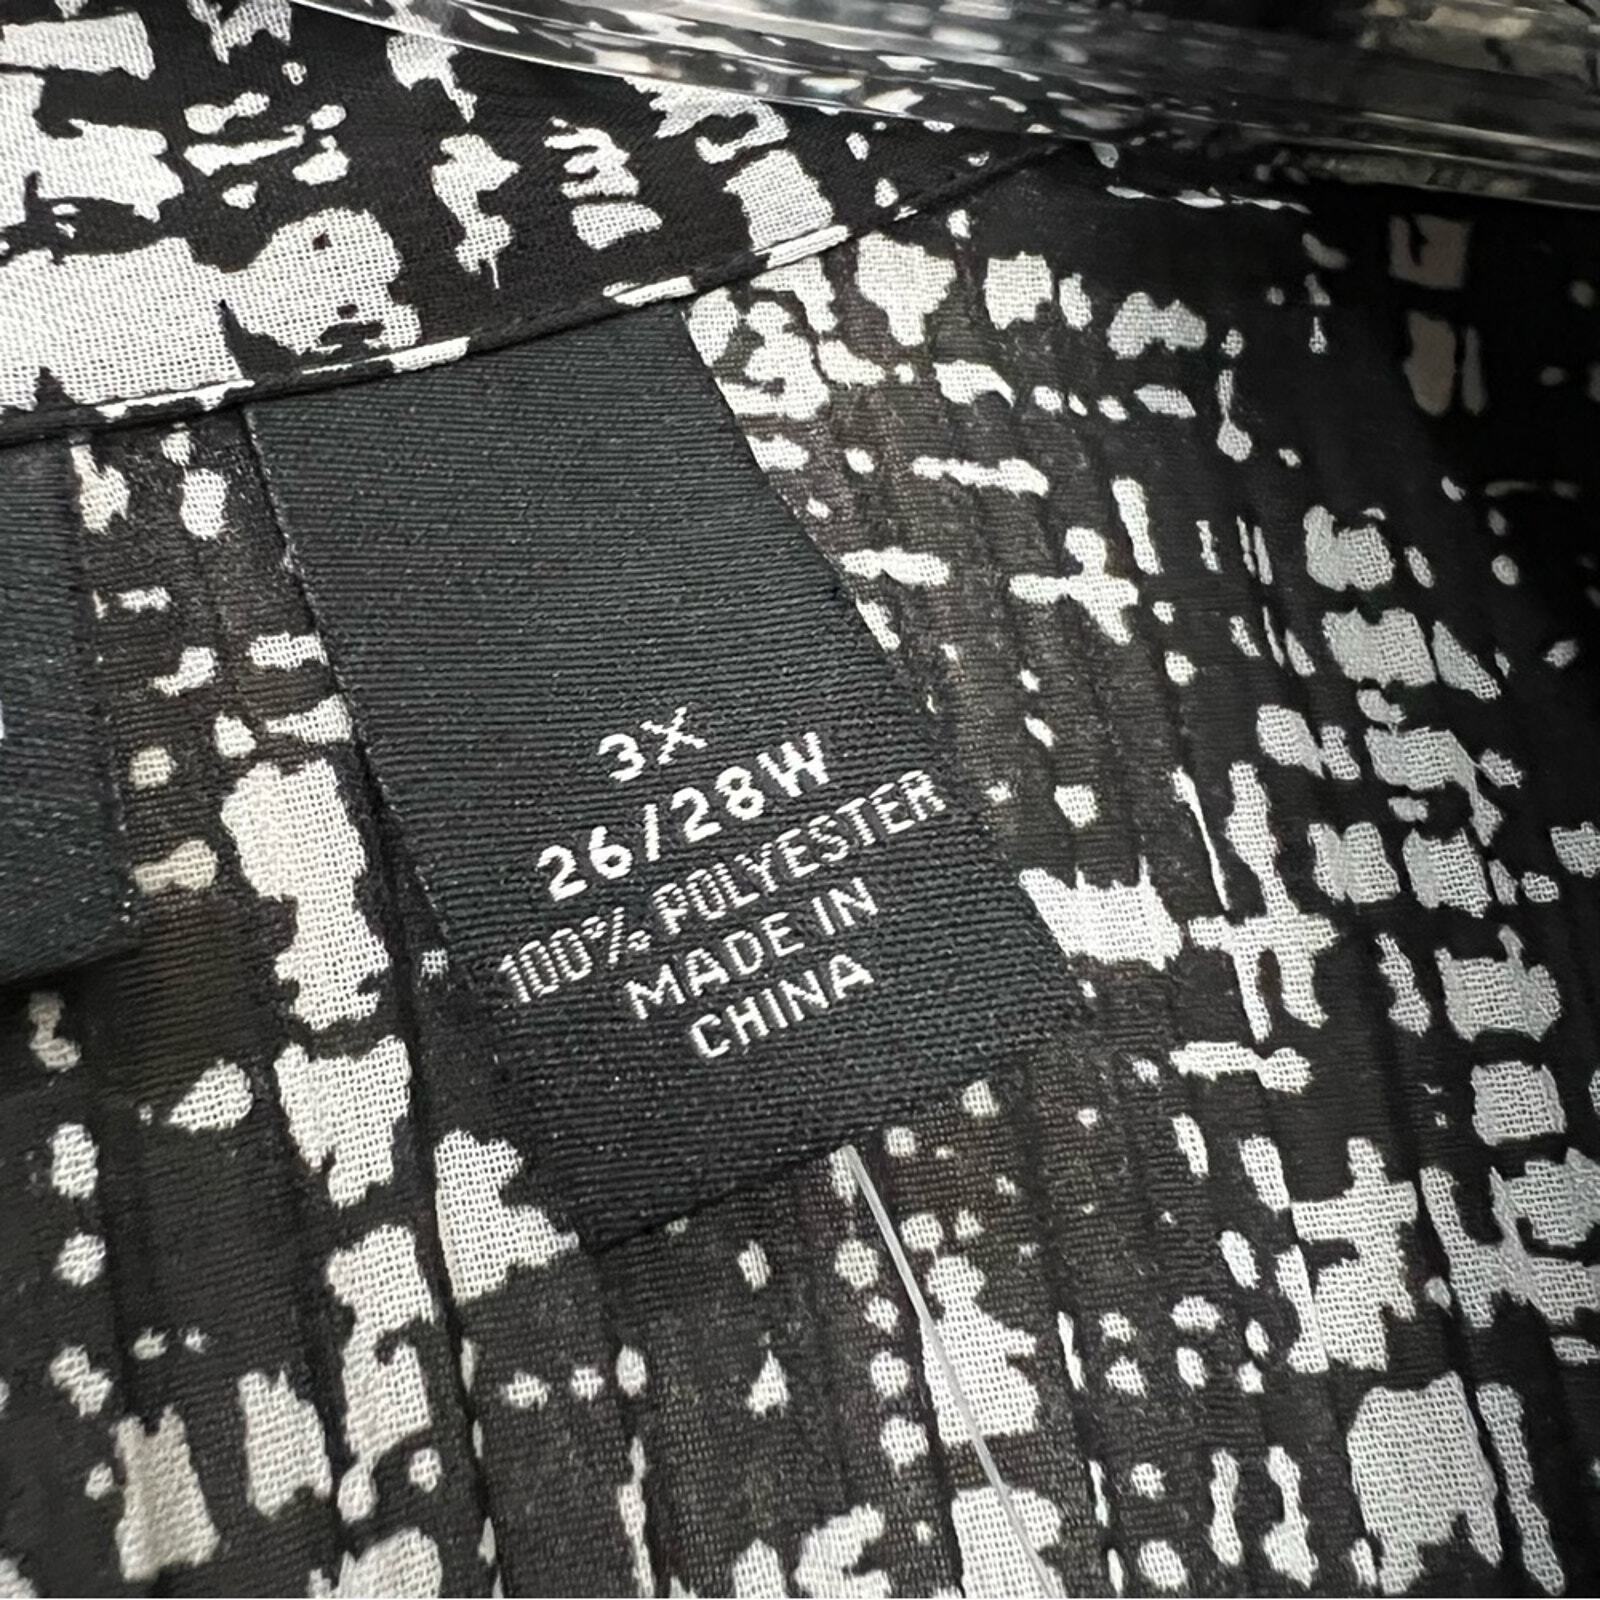 3X
26/28W
100% POLYESTER
MADE IN
CHINA